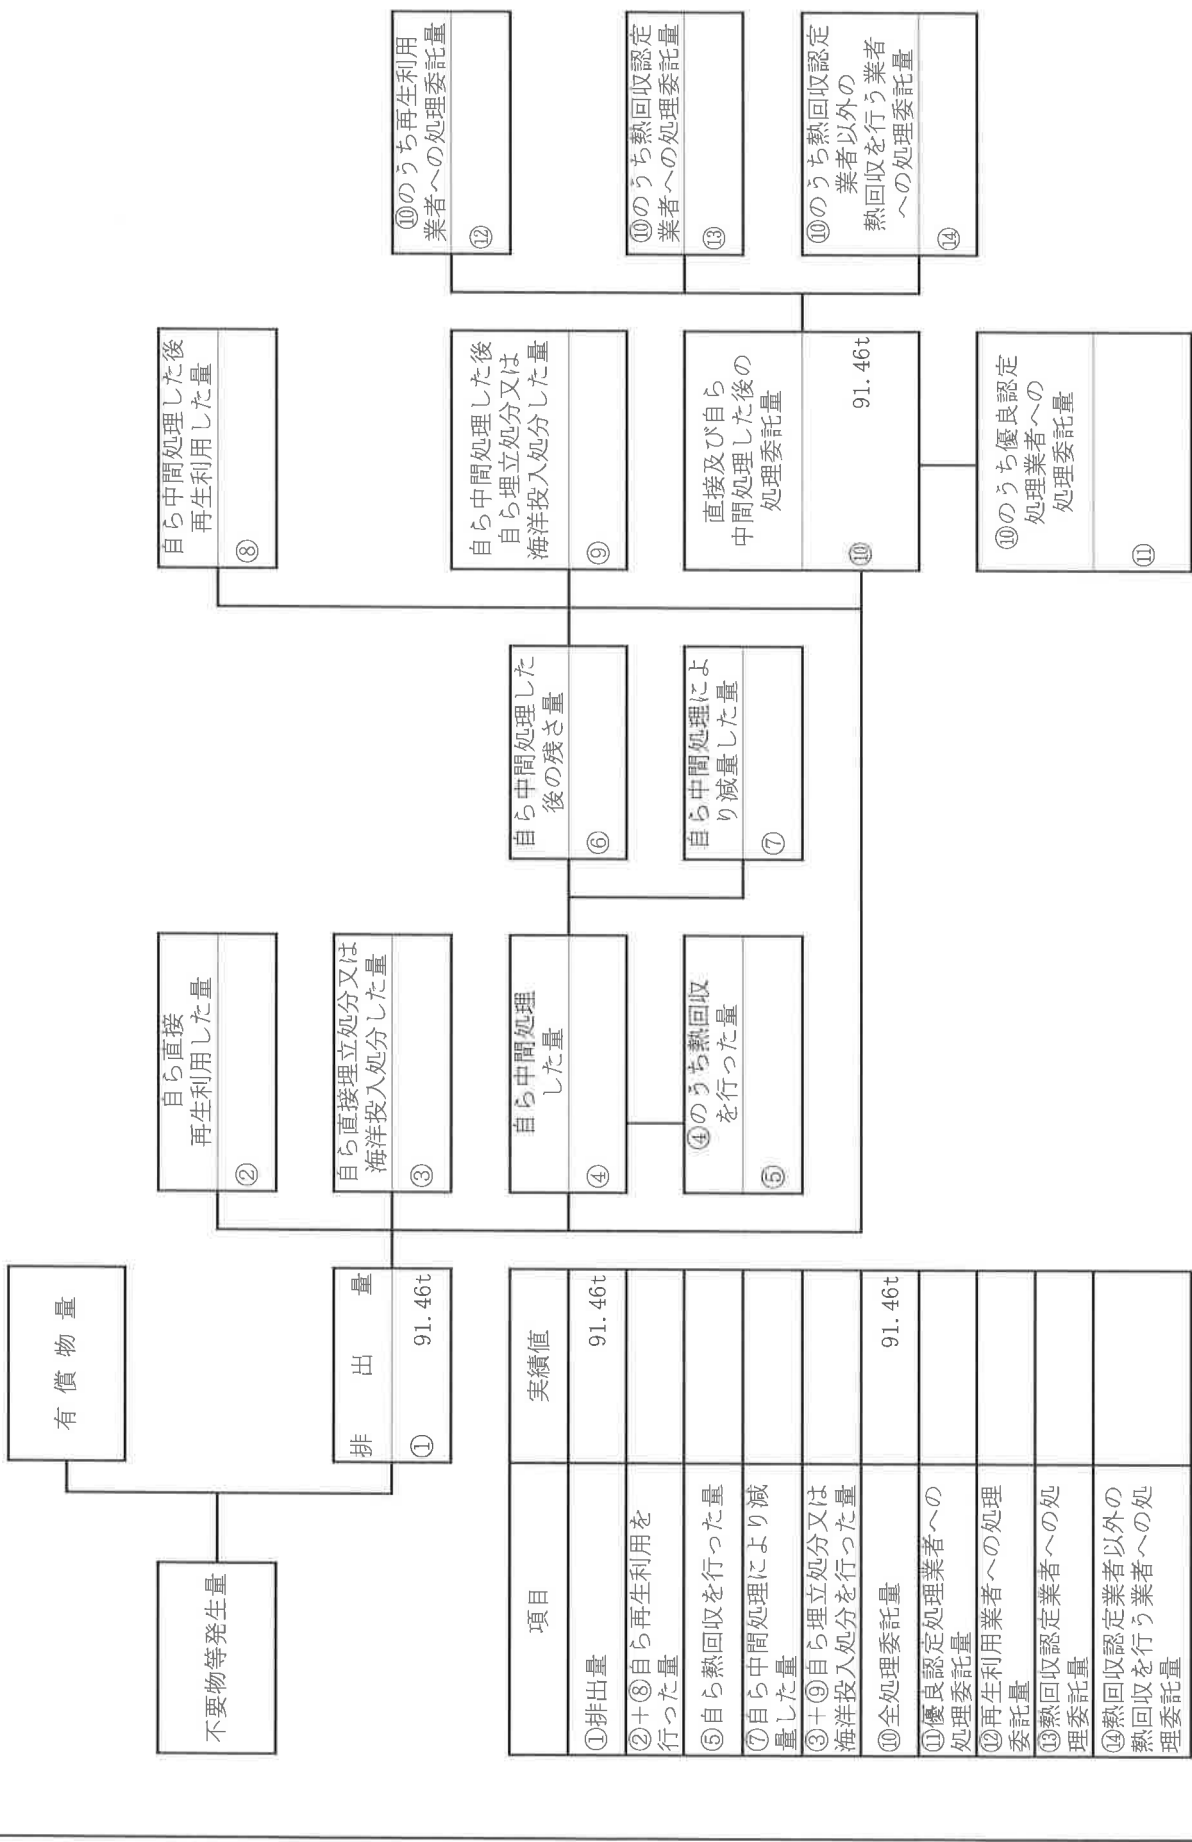 不要物等発生量
有償物量
排出量
① 91.46t
自ら直接
再生利用した量
②
自ら直接埋立処分又は
海洋投入処分した量
③
自ら中間処理
した量
④
④のうち熱回収
を行った量
⑤
自ら中間処理した
後の残さ量
⑥
自ら中間処理によ
り減量した量
⑦
自ら中間処理した後
再生利用した量
⑧
自ら中間処理した後
自ら埋立処分又は
海洋投入処分した量
⑨
直接及び自ら
中間処理した後の
処理委託量
⑩ 91.46t
⑩のうち優良認定
処理業者への
処理委託量
⑪
⑩のうち再生利用
業者への処理委託量
⑫
⑩のうち熱回収認定
業者への処理委託量
⑬
⑩のうち熱回収認定
業者以外の
熱回収を行う業者
への処理委託量
⑭
項目 実績値
①排出量 91.46t
②+⑧自ら再生利用を
行った量
⑤自ら熱回収を行った量
⑦自ら中間処理により減
量した量
③+⑨自ら埋立処分又は
海洋投入処分を行った量
⑩全処理委託量 91.46t
⑪優良認定処理業者への
処理委託量
⑫再生利用業者への処理
委託量
⑬熱回収認定業者への処
理委託量
⑭熱回収認定業者以外の
熱回収を行う業者への処
理委託量